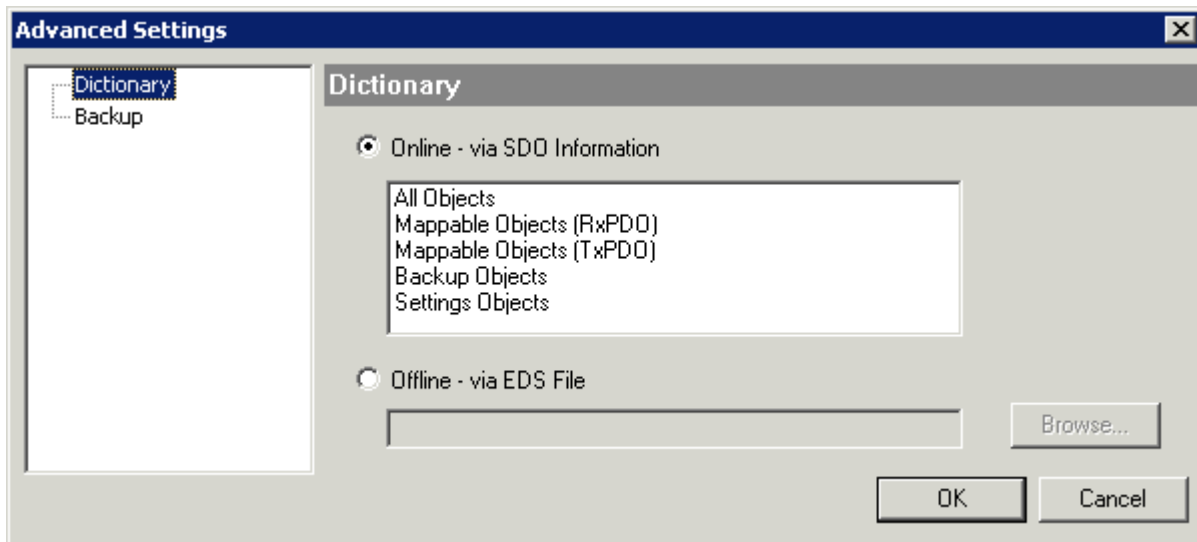 Advanced Settings
Dictionary
Backup
Dictionary
Online - via SDO Information
All Objects
Mappable Objects (RxPDO)
Mappable Objects (TxPDO)
Backup Objects
Settings Objects
Offline - via EDS File
Browse...
OK
Cancel